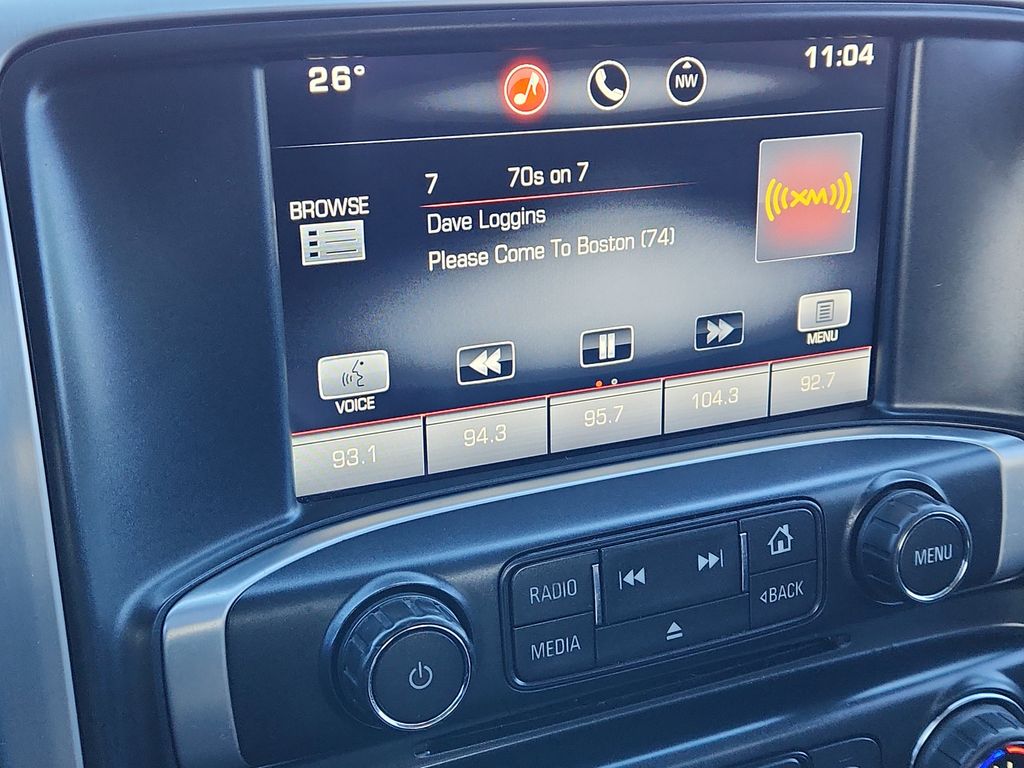 26°
NW
11:04
7 70s on 7
BROWSE
Dave Loggins
Please Come To Boston (74)
XM
VOICE
MENU
93.1 94.3 95.7 104.3 92.7
RADIO
MEDIA
BACK
MENU